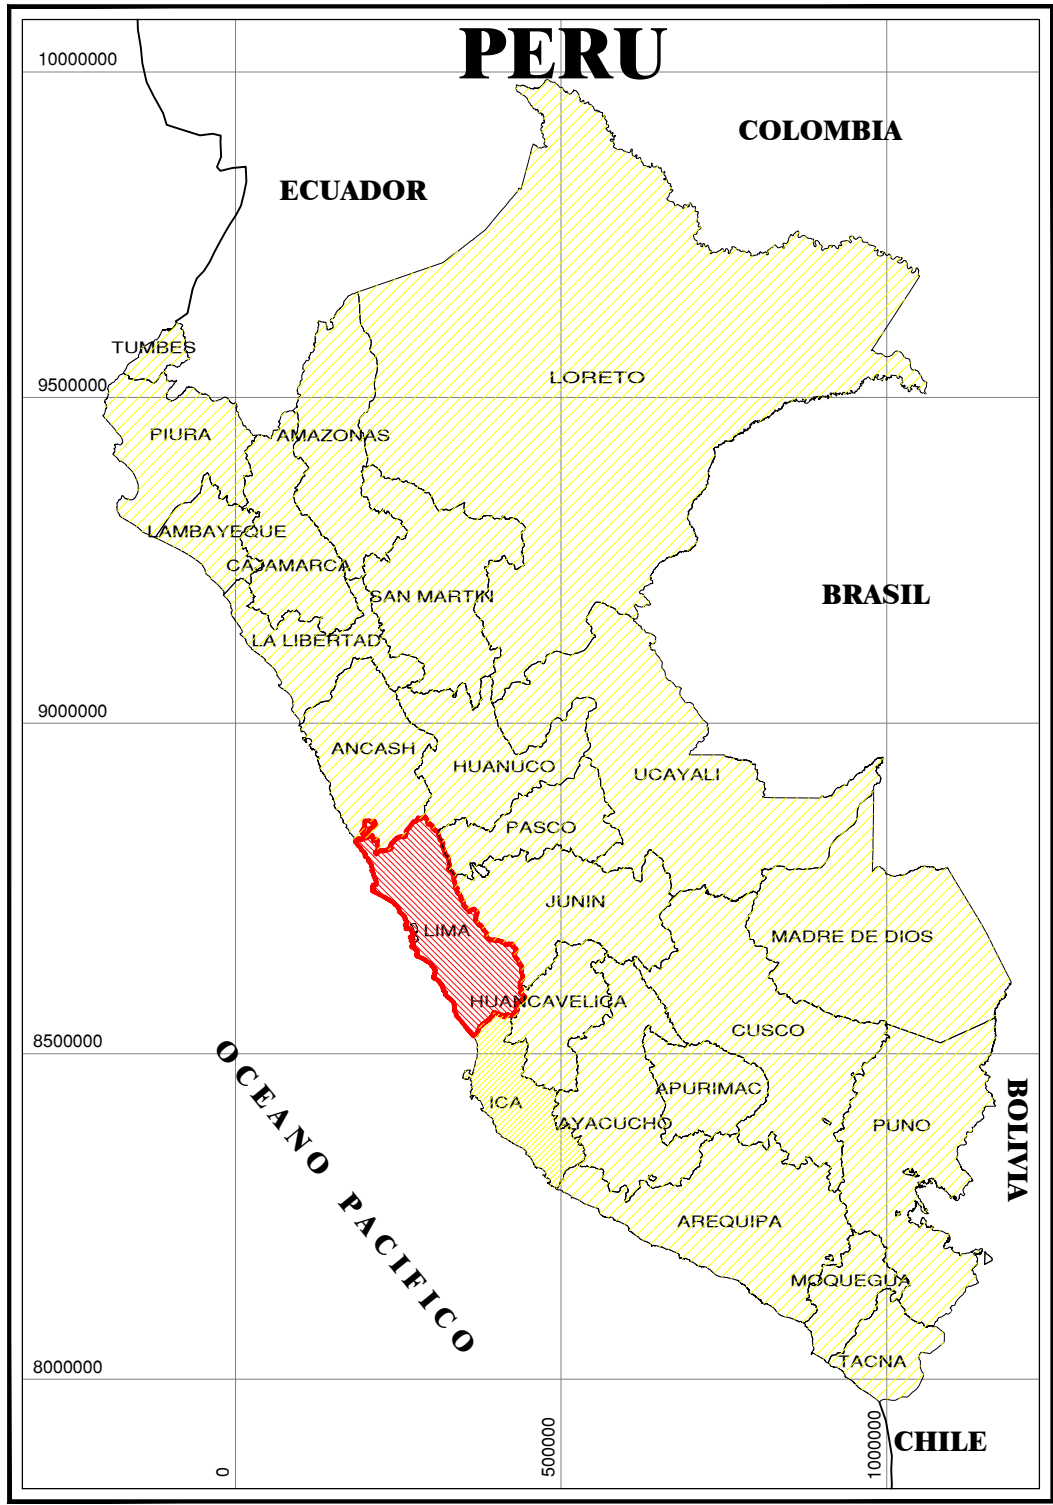 PERU
10000000
COLOMBIA
ECUADOR
TUMBES
LORETO
9500000
PIURA
AMAZONAS
LAMBAYEQUE
CAJAMARCA
SAN MARTIN
BRASIL
LA LIBERTAD
9000000
ANCASH
HUANUCO
UCAYALI
PASCO
JUNIN
LIMA
MADRE DE DIOS
HUANCAVELICA
CUSCO
8500000
OCEANO PACIFICO
ICA
APURIMAC
AYACUCHO
PUNO
BOLIVIA
AREQUIPA
MOQUEGUA
TACNA
8000000
0
500000
1000000
CHILE